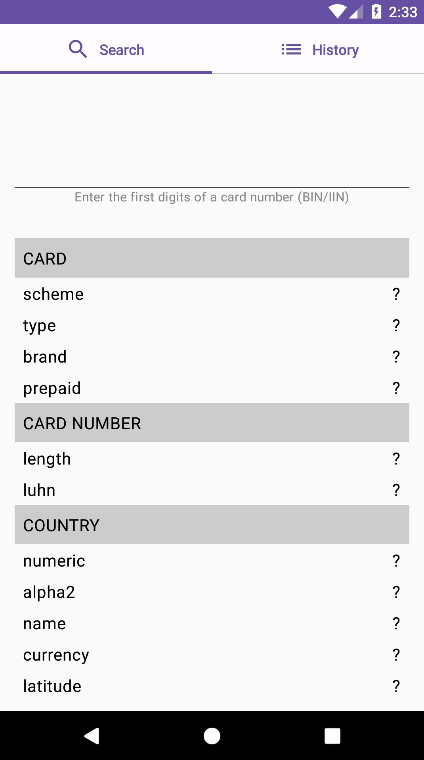 2:33
Search
History
Enter the first digits of a card number (BIN/IIN)
CARD
scheme ?
type ?
brand ?
prepaid ?
CARD NUMBER
length ?
luhn ?
COUNTRY
numeric ?
alpha2 ?
name ?
currency ?
latitude ?